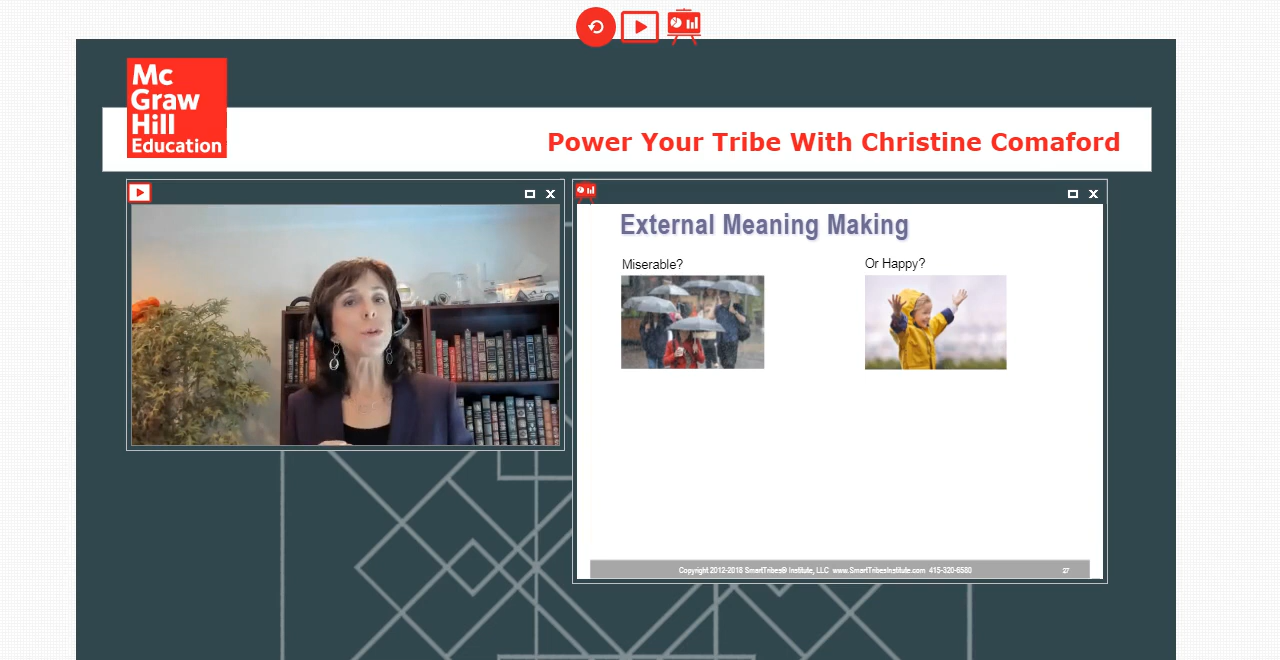 Mc
Graw
Hill
Education
Power Your Tribe With Christine Comaford
External Meaning Making
Miserable?
Or Happy?
Copyright 2012-2018 SmartTribes® Institute, LLC www.SmartTribesInstitute.com 415-320-6580
27